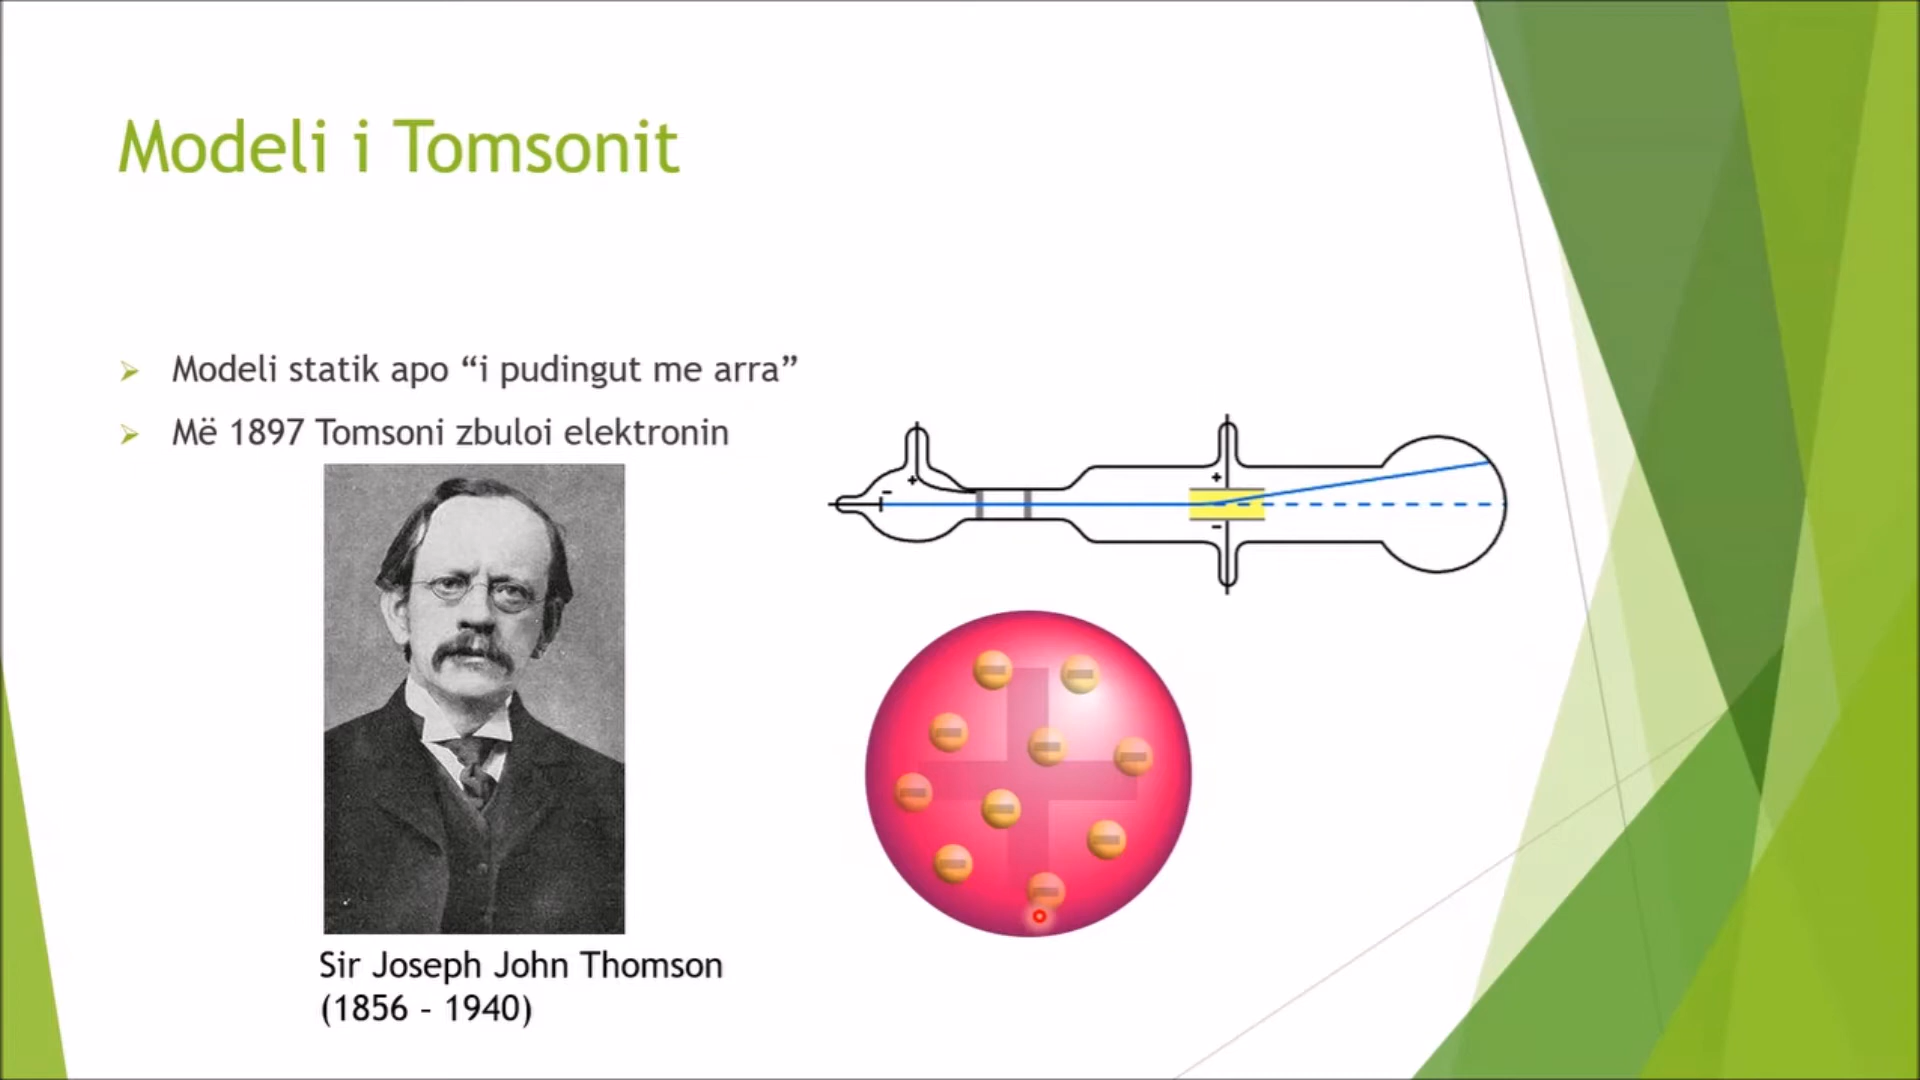 Modeli i Tomsonit
Modeli statik apo “i pudingut me arra”
Më 1897 Tomsoni zbuloi elektronin
Sir Joseph John Thomson
(1856 - 1940)